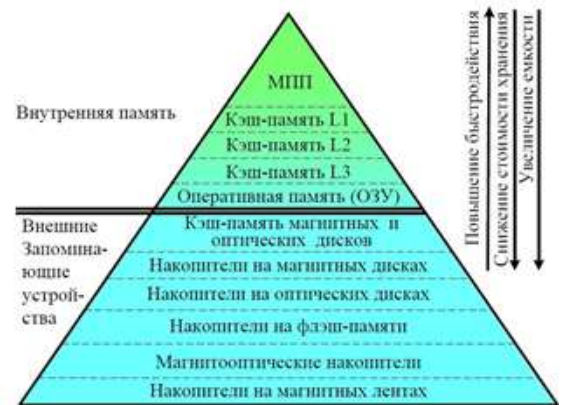 МПП
Внутренняя память
Кэш-память L1
Кэш-память L2
Кэш-память L3
Оперативная память (ОЗУ)
Внешние
Запомина-
ющие
устрой-
ства
Кэш-память магнитных и
оптических дисков
Накопители на магнитных дисках
Накопители на оптических дисках
Накопители на флэш-памяти
Магнитооптические накопители
Накопители на магнитных лентах
Повышение быстродействия
Снижение стоимости хранения
Увеличение емкости